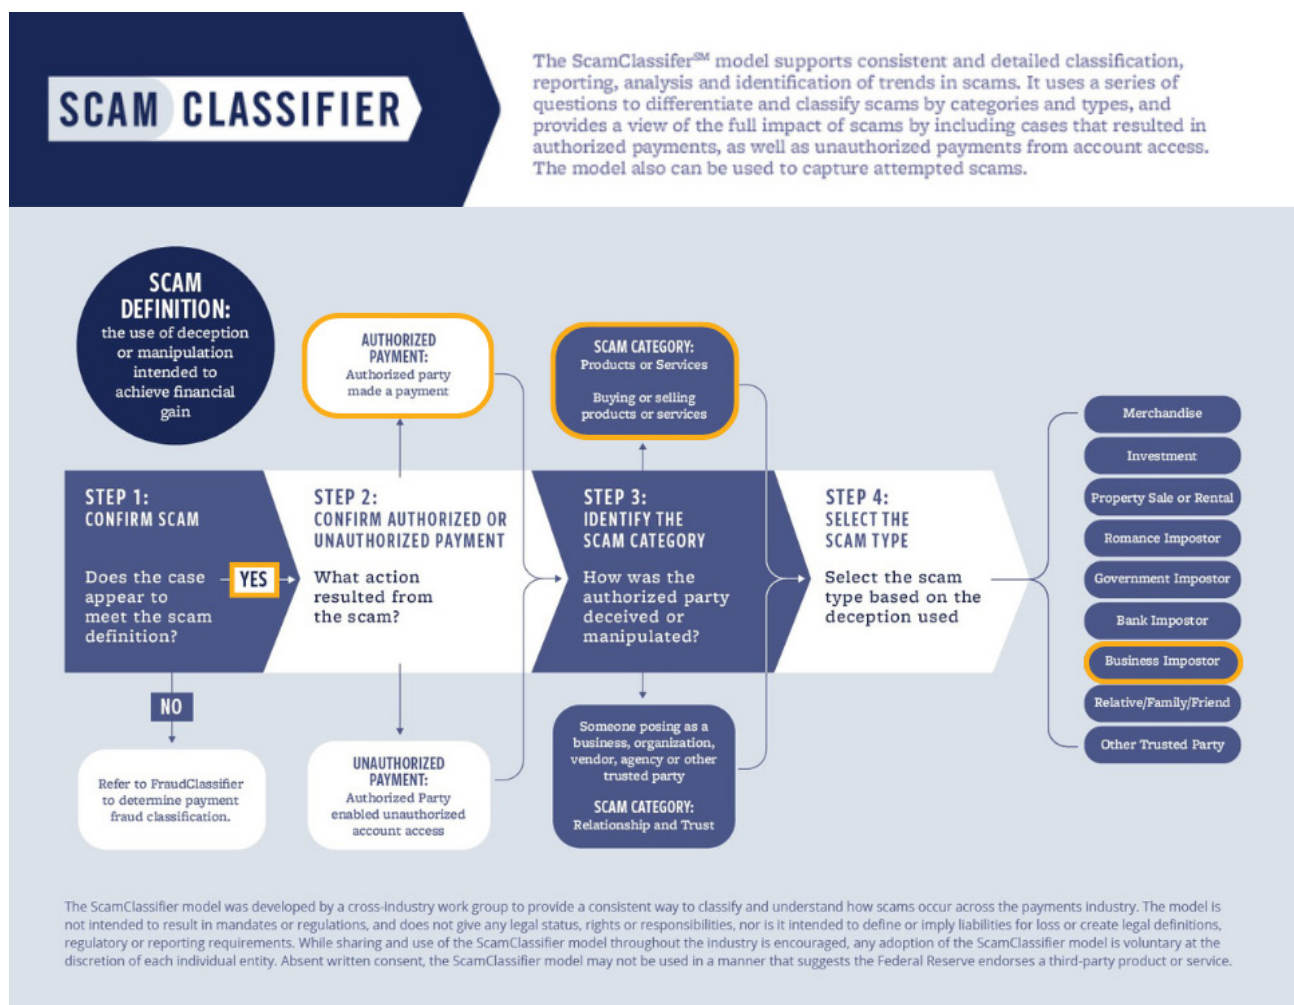 SCAM CLASSIFIER
The ScamClassifer℠ model supports consistent and detailed classification,
reporting, analysis and identification of trends in scams. It uses a series of
questions to differentiate and classify scams by categories and types, and
provides a view of the full impact of scams by including cases that resulted in
authorized payments, as well as unauthorized payments from account access.
The model also can be used to capture attempted scams.
SCAM
DEFINITION:
the use of deception
or manipulation
intended to
achieve financial
gain
AUTHORIZED
PAYMENT:
Authorized party
made a payment
SCAM CATEGORY:
Products or Services
Buying or selling
products or services
STEP 1:
CONFIRM SCAM
Does the case
appear to
meet the scam
definition?
YES
NO
Refer to FraudClassifier
to determine payment
fraud classification.
STEP 2:
CONFIRM AUTHORIZED OR
UNAUTHORIZED PAYMENT
What action
resulted from
the scam?
UNAUTHORIZED
PAYMENT:
Authorized Party
enabled unauthorized
account access
STEP 3:
IDENTIFY THE
SCAM CATEGORY
How was the
authorized party
deceived or
manipulated?
Someone posing as a
business, organization,
vendor, agency or other
trusted party
SCAM CATEGORY:
Relationship and Trust
STEP 4:
SELECT THE
SCAM TYPE
Select the scam
type based on the
deception used
Merchandise
Investment
Property Sale or Rental
Romance Impostor
Government Impostor
Bank Impostor
Business Impostor
Relative/Family/Friend
Other Trusted Party
The ScamClassifier model was developed by a cross-industry work group to provide a consistent way to classify and understand how scams occur across the payments industry. The model is
not intended to result in mandates or regulations, and does not give any legal status, rights or responsibilities, nor is it intended to define or imply liabilities for loss or create legal definitions,
regulatory or reporting requirements. While sharing and use of the ScamClassifier model throughout the industry is encouraged, any adoption of the ScamClassifier model is voluntary at the
discretion of each individual entity. Absent written consent, the ScamClassifier model may not be used in a manner that suggests the Federal Reserve endorses a third-party product or service.